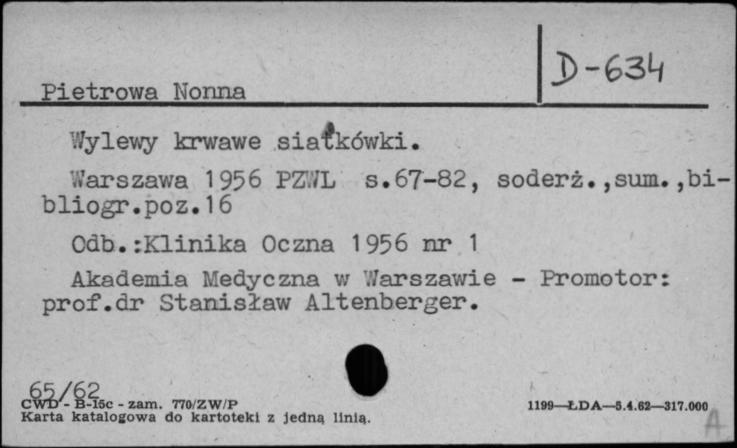 D-634
Pietrowa Nonna
Wylewy krwawe siatkówki.
Warszawa 1956 PZWL s.67-82, soderż.,sum.,bi-
bliogr.poz.16
Odb.:Klinika Oczna 1956 nr 1
Akademia Medyczna w Warszawie - Promotor:
prof.dr Stanisław Altenberger.
65/62
CWD - B-15c - zam. 770/ZW/P
1199—ŁDA—5.4.62—317.000
Karta katalogowa do kartoteki z jedną linią.
A